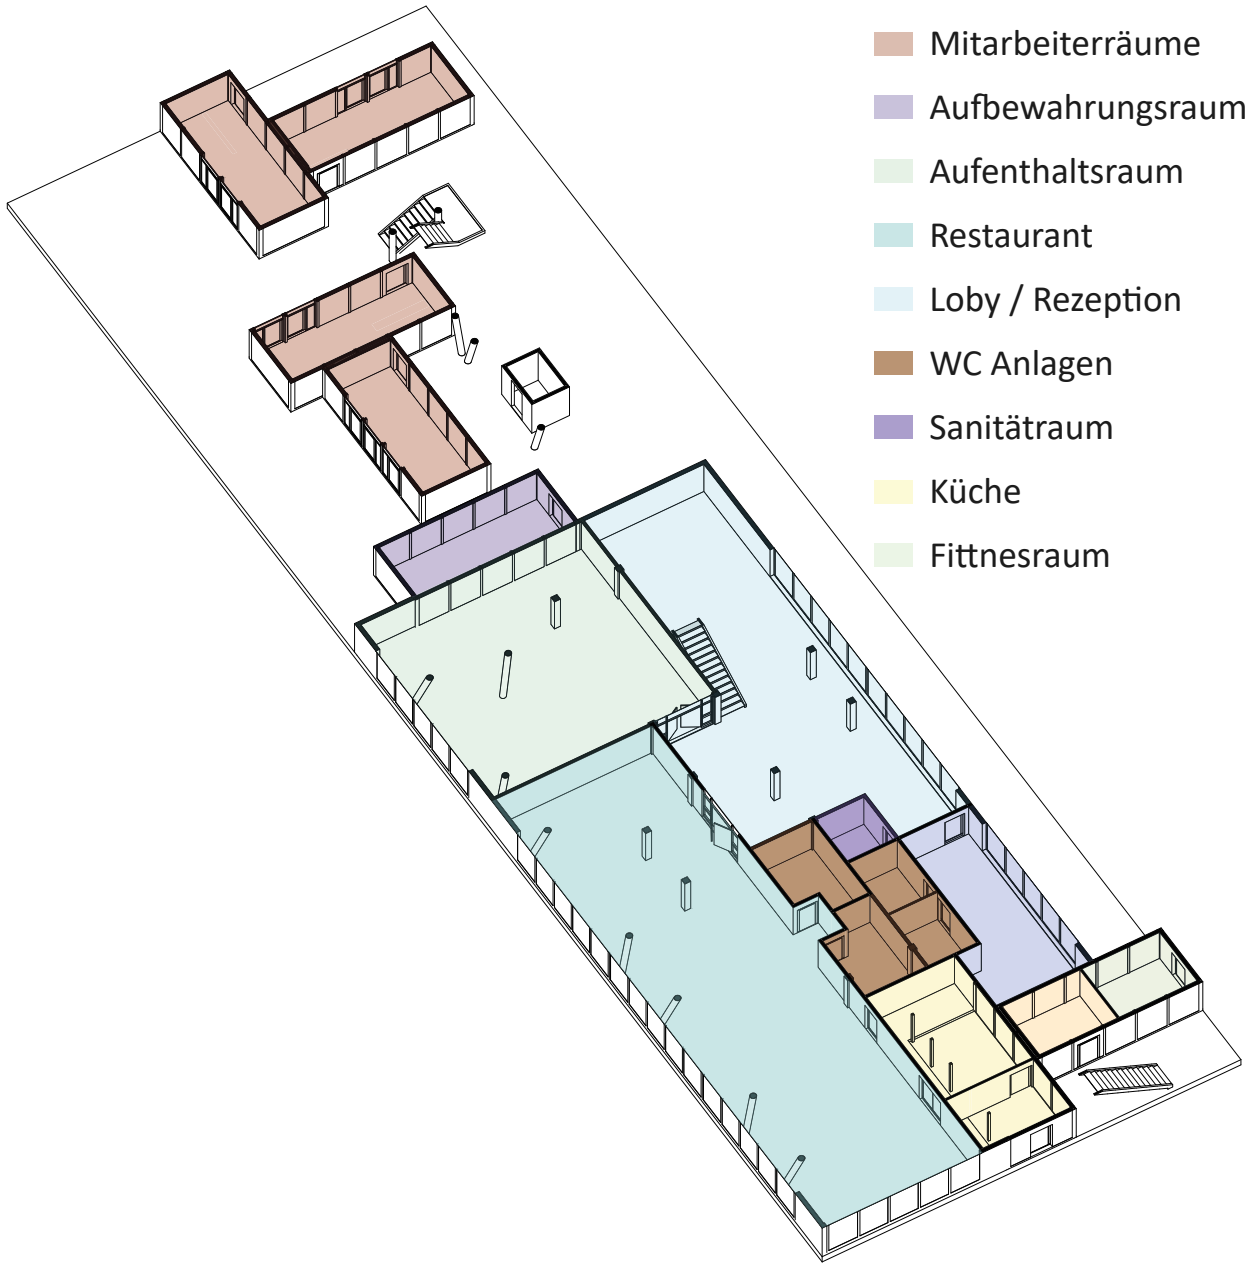 Mitarbeiterräume
Aufbewahrungsraum
Aufenthaltsraum
Restaurant
Loby / Rezeption
WC Anlagen
Sanitätraum
Küche
Fittnesraum